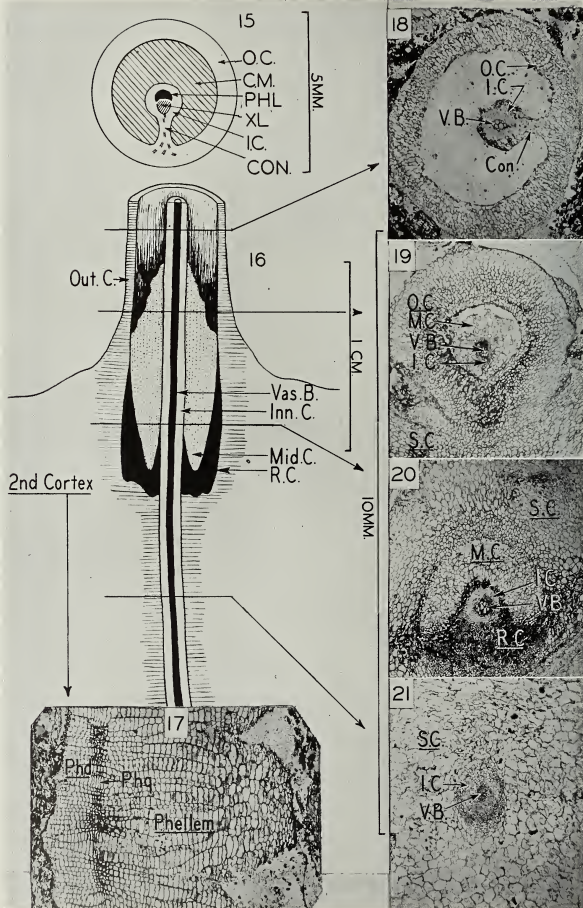 15
O.C.
C.M.
PHL
XL
I.C.
CON.
5MM.
16
Out.C.
Vas.B.
Inn.C.
Mid.C.
R.C.
1 CM.
10MM.
2nd Cortex
17
Phd
Phg
Phellem
18
O.C.
I.C.
V.B.
Con
19
O.C.
M.C.
V.B.
I.C.
S.C.
20
S.C.
M.C.
I.C.
V.B.
R.C
21
S.C.
I.C.
V.B.